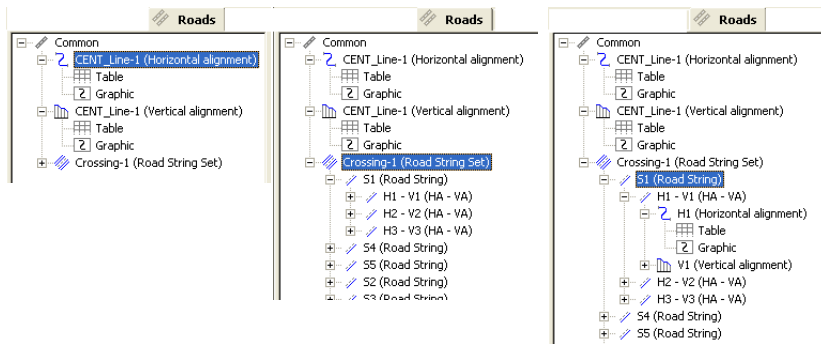 Roads
Common
CENT_Line-1 (Horizontal alignment)
Table
Graphic
CENT_Line-1 (Vertical alignment)
Table
Graphic
Crossing-1 (Road String Set)
Roads
Common
CENT_Line-1 (Horizontal alignment)
Table
Graphic
CENT_Line-1 (Vertical alignment)
Table
Graphic
Crossing-1 (Road String Set)
S1 (Road String)
H1 - V1 (HA - VA)
H2 - V2 (HA - VA)
H3 - V3 (HA - VA)
S4 (Road String)
S5 (Road String)
S2 (Road String)
S3 (Road String)
Roads
Common
CENT_Line-1 (Horizontal alignment)
Table
Graphic
CENT_Line-1 (Vertical alignment)
Table
Graphic
Crossing-1 (Road String Set)
S1 (Road String)
H1 - V1 (HA - VA)
H1 (Horizontal alignment)
Table
Graphic
V1 (Vertical alignment)
H2 - V2 (HA - VA)
H3 - V3 (HA - VA)
S4 (Road String)
S5 (Road String)